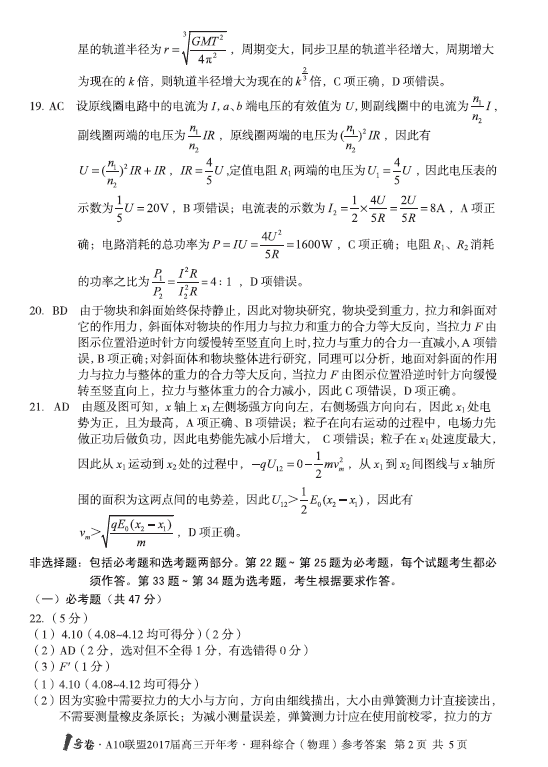 星的轨道半径为 r = ∛(GMT²/4π²)，周期变大，同步卫星的轨道半径增大，周期增大
为现在的 k 倍，则轨道半径增大为现在的 k^(2/3) 倍，C 项正确，D 项错误。
19. AC 设原线圈电路中的电流为 I，a、b 端电压的有效值为 U，则副线圈中的电流为 (n₁/n₂)I，
副线圈两端的电压为 (n₁/n₂)IR，原线圈两端的电压为 (n₁/n₂)²IR，因此有
U = (n₁/n₂)²IR + IR，IR = (4/5)U，定值电阻 R₁ 两端的电压为 U₁ = (4/5)U，因此电压表的
示数为 (1/5)U = 20V，B 项错误；电流表的示数为 I₂ = (1/2)×(4U/5R) = 2U/5R = 8A，A 项正
确；电路消耗的总功率为 P = IU = 4U²/5R = 1600W，C 项正确；电阻 R₁、R₂ 消耗
的功率之比为 P₁/P₂ = I²R/I₂²R = 4∶1，D 项错误。
20. BD 由于物块和斜面始终保持静止，因此对物块研究，物块受到重力，拉力和斜面对
它的作用力，斜面体对物块的作用力与拉力和重力的合力等大反向，当拉力 F 由
图示位置沿逆时针方向缓慢转至竖直向上时，拉力与重力的合力一直减小，A 项错
误，B 项正确；对斜面体和物块整体进行研究，同理可以分析，地面对斜面的作用
力与拉力与整体的重力的合力等大反向，当拉力 F 由图示位置沿逆时针方向缓慢
转至竖直向上，拉力与整体重力的合力减小，因此 C 项错误，D 项正确。
21. AD 由题及图可知，x 轴上 x₁ 左侧场强方向向左，右侧场强方向向右，因此 x₁ 处电
势为正，且为最高，A 项正确、B 项错误；粒子在向右运动的过程中，电场力先
做正功后做负功，因此电势能先减小后增大， C 项错误；粒子在 x₁ 处速度最大，
因此从 x₁ 运动到 x₂ 处的过程中，−qU₁₂ = 0 − (1/2)mvₘ²，从 x₁ 到 x₂ 间图线与 x 轴所
围的面积为这两点间的电势差，因此 U₁₂＞(1/2)E₀(x₂ − x₁)，因此有
vₘ＞√(qE₀(x₂ − x₁)/m)，D 项正确。
非选择题：包括必考题和选考题两部分。第 22 题~ 第 25 题为必考题，每个试题考生都必
须作答。第 33 题~ 第 34 题为选考题，考生根据要求作答。
（一）必考题（共 47 分）
22.（5 分）
（1）4.10（4.08~4.12 均可得分）（2 分）
（2）AD（2 分，选对但不全得 1 分，有选错得 0 分）
（3）F′（1 分）
（1）4.10（4.08~4.12 均可得分）
（2）因为实验中需要拉力的大小与方向，方向由细线描出，大小由弹簧测力计直接读出，
不需要测量橡皮条原长；为减小测量误差，弹簧测力计应在使用前校零，拉力的方
1号卷·A10联盟2017届高三开年考·理科综合（物理）参考答案 第 2 页 共 5 页